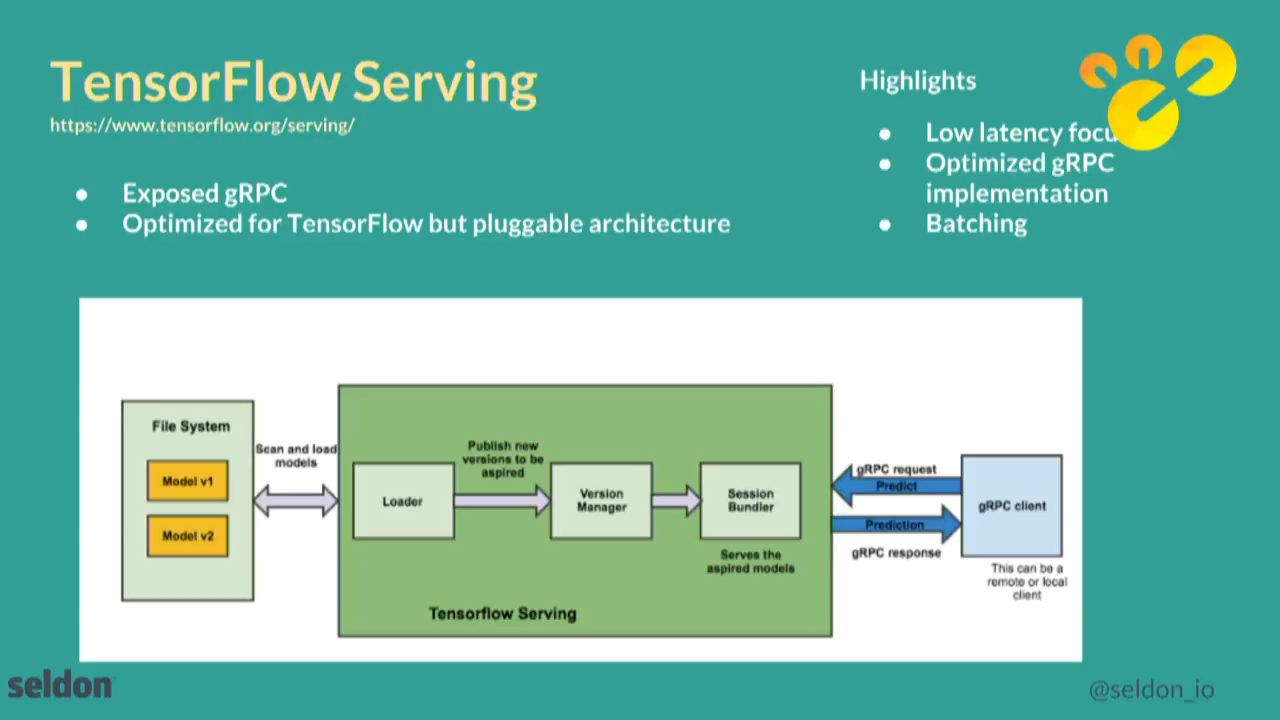 TensorFlow Serving
https://www.tensorflow.org/serving/
• Exposed gRPC
• Optimized for TensorFlow but pluggable architecture
Highlights
• Low latency focu
• Optimized gRPC
implementation
• Batching
File System
Model v1
Model v2
Scan and load
models
Loader
Publish new
versions to be
aspired
Version
Manager
Session
Bundler
Serves the
aspired models
Tensorflow Serving
gRPC request
Predict
Prediction
gRPC response
gRPC client
This can be a
remote or local
client
seldon
@seldon_io